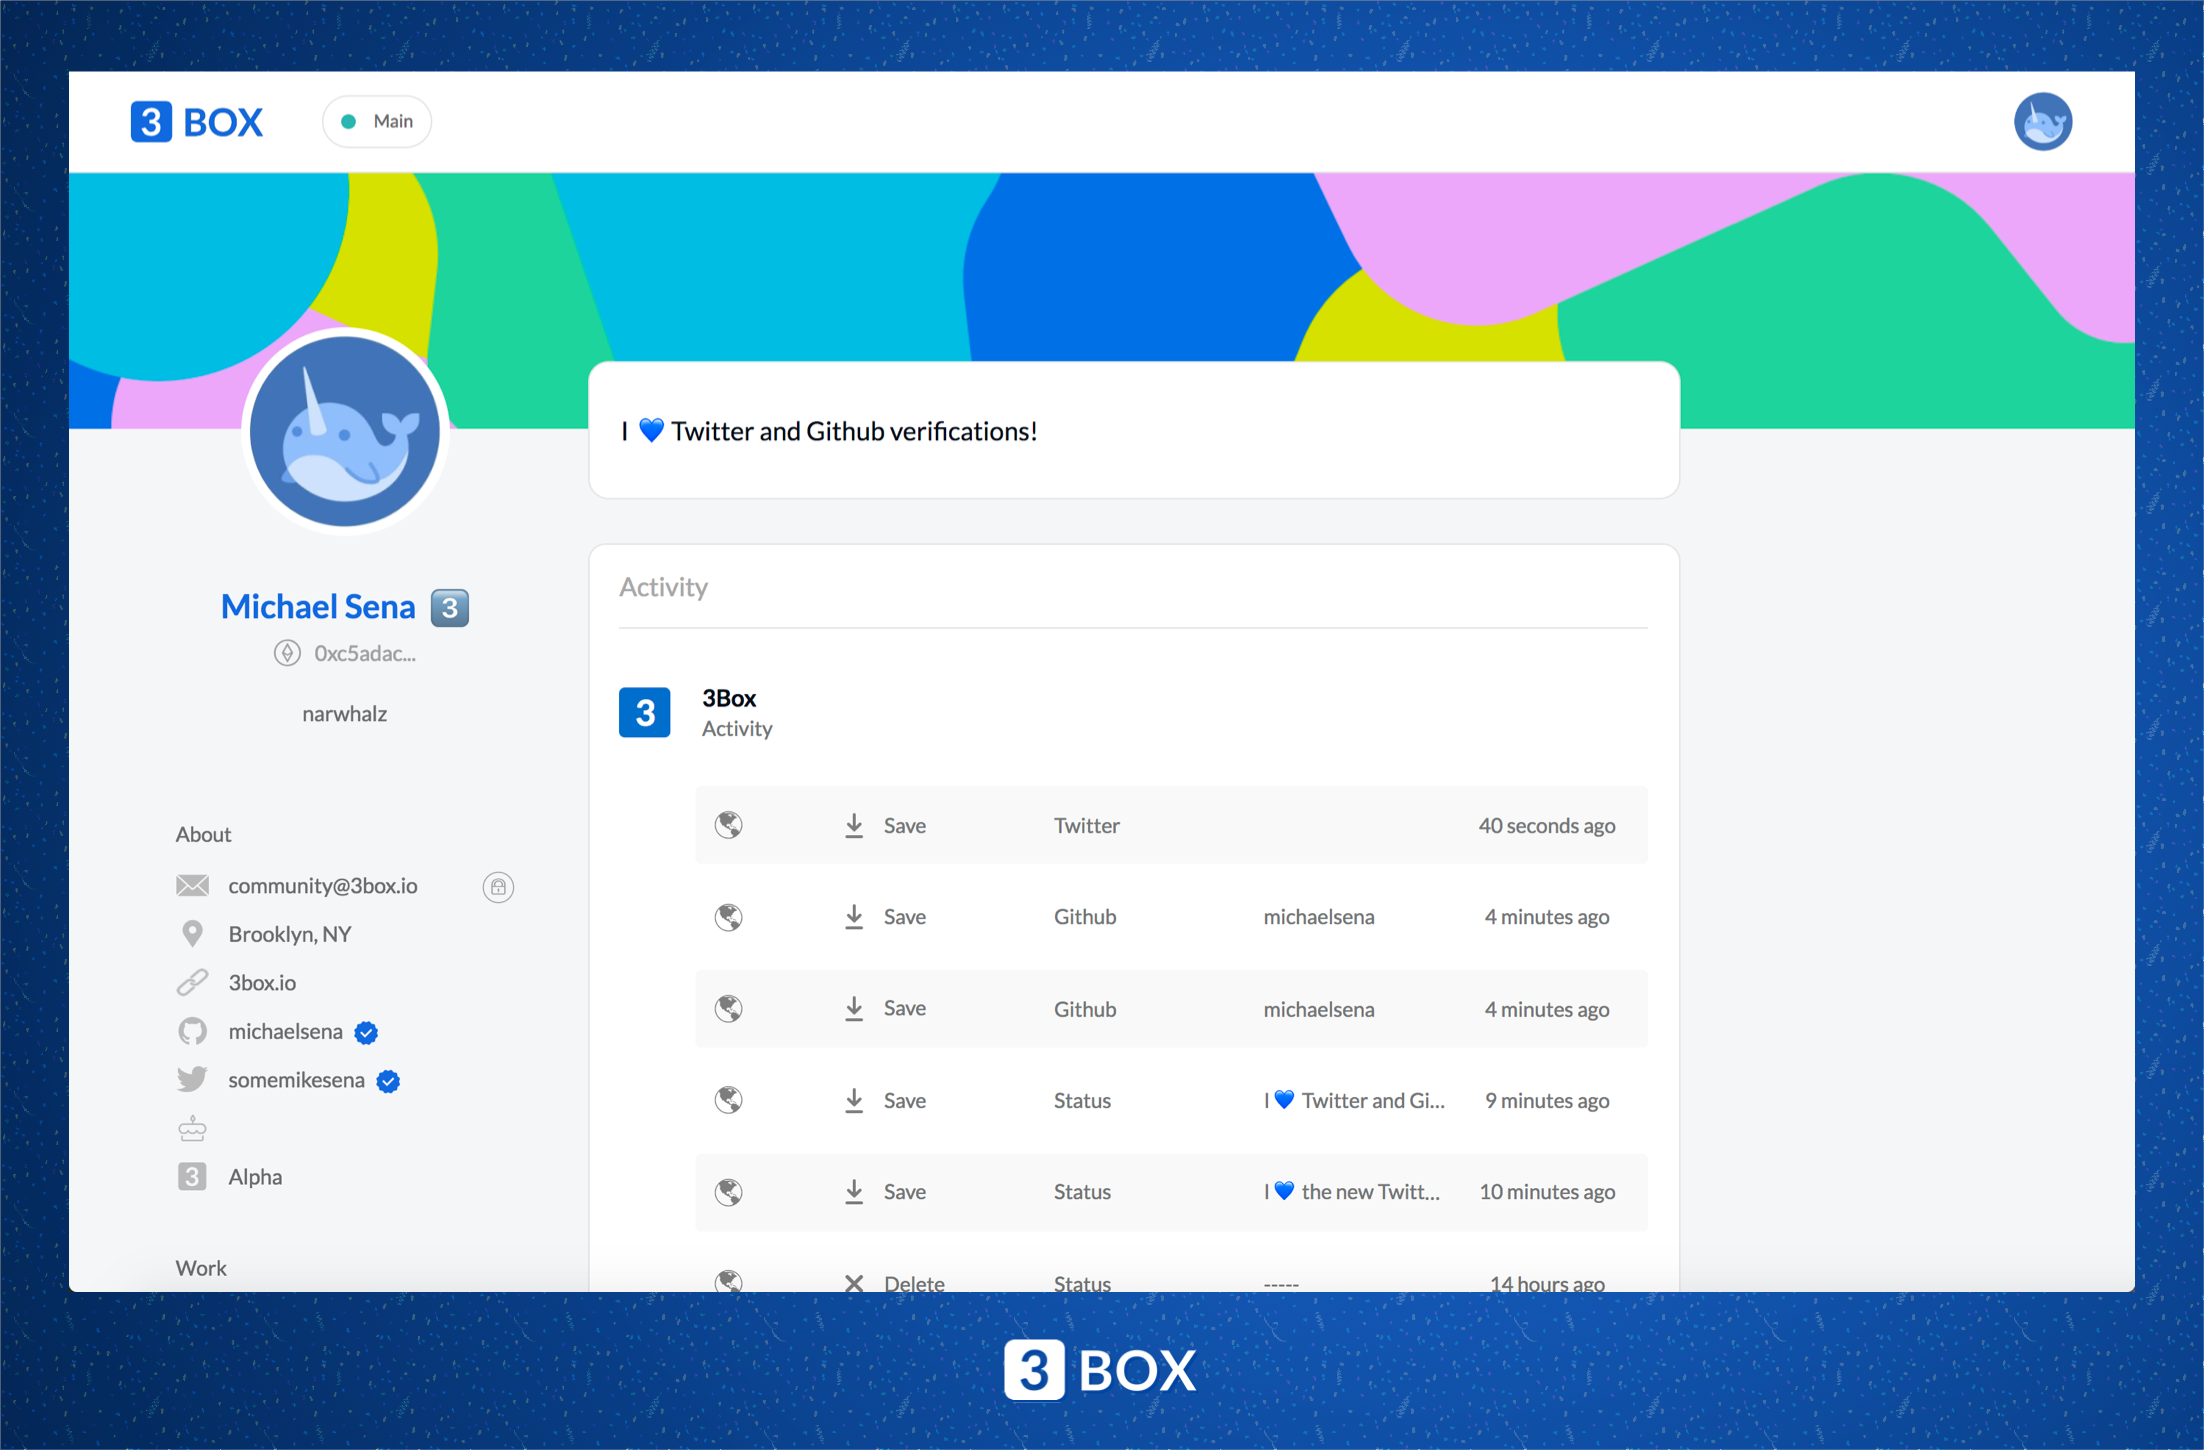 3 BOX
Main
I 💙 Twitter and Github verifications!
Michael Sena 3
0xc5adac...
narwhalz
About
community@3box.io
Brooklyn, NY
3box.io
michaelsena
somemikesena
3 Alpha
Work
Activity
3 3Box
Activity
Save Twitter 40 seconds ago
Save Github michaelsena 4 minutes ago
Save Github michaelsena 4 minutes ago
Save Status I 💙 Twitter and Gi... 9 minutes ago
Save Status I 💙 the new Twitt... 10 minutes ago
Delete Status ----- 14 hours ago
3 BOX